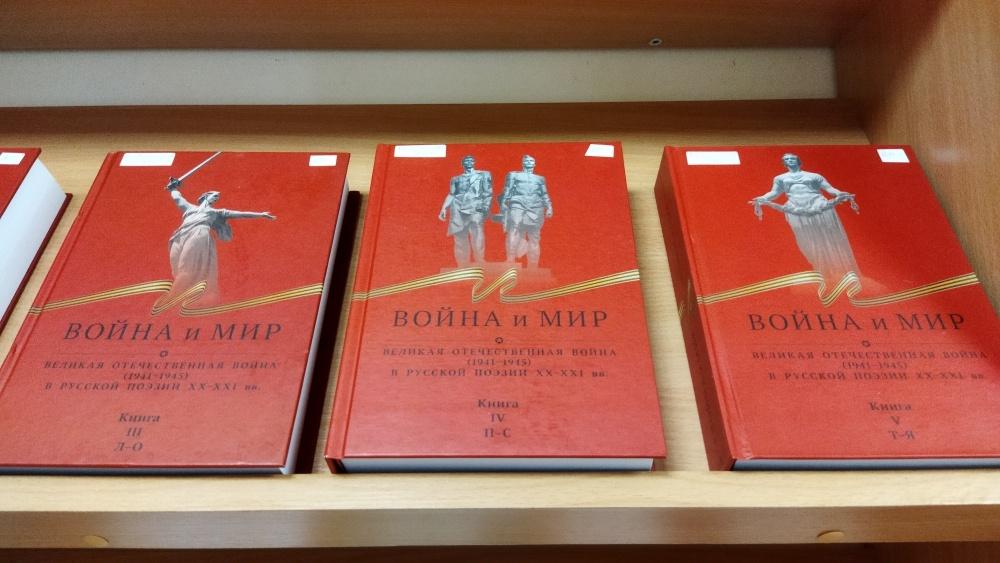 ВОЙНА и МИР
ВЕЛИКАЯ ОТЕЧЕСТВЕННАЯ ВОЙНА
(1941–1945)
В РУССКОЙ ПОЭЗИИ XX–XXI вв.
Книга
III
Л–О
ВОЙНА и МИР
ВЕЛИКАЯ ОТЕЧЕСТВЕННАЯ ВОЙНА
(1941–1945)
В РУССКОЙ ПОЭЗИИ XX–XXI вв.
Книга
IV
П–С
ВОЙНА и МИР
ВЕЛИКАЯ ОТЕЧЕСТВЕННАЯ ВОЙНА
(1941–1945)
В РУССКОЙ ПОЭЗИИ XX–XXI вв.
Книга
V
Т–Я